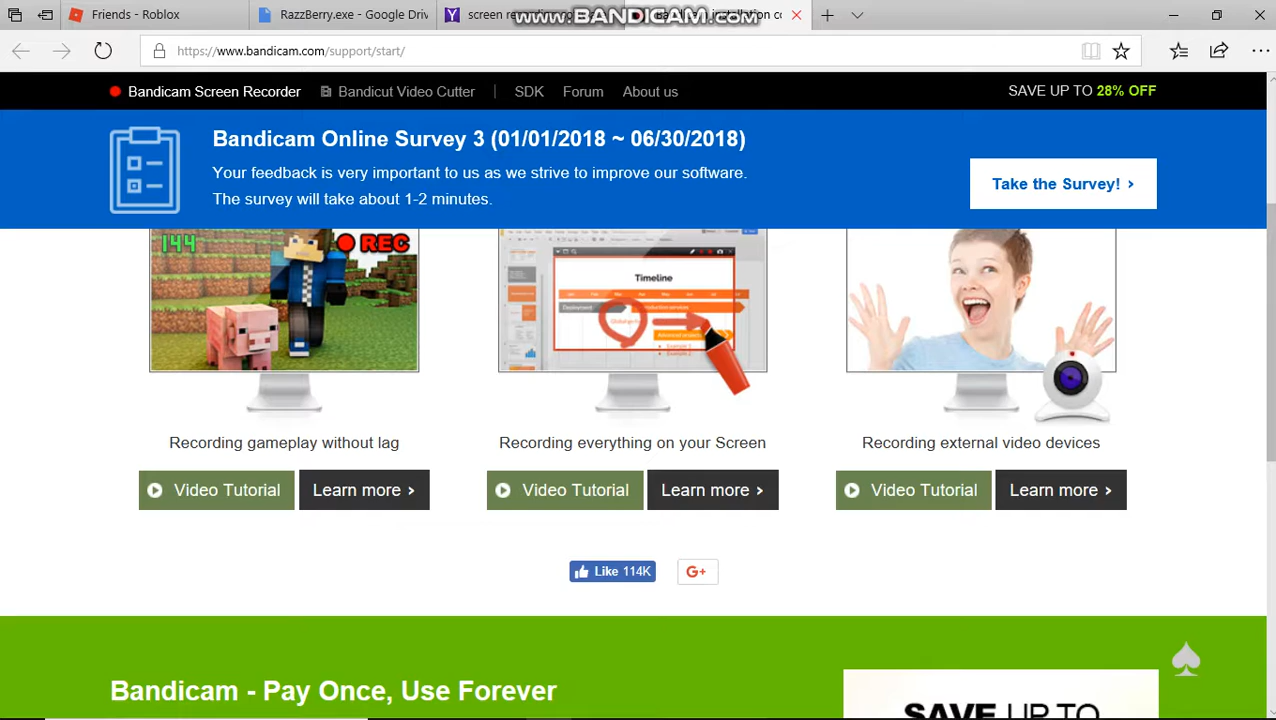 Friends - Roblox
RazzBerry.exe - Google Driv
screen re
www.BANDICAM.com
https://www.bandicam.com/support/start/
Bandicam Screen Recorder
Bandicut Video Cutter
SDK
Forum
About us
SAVE UP TO 28% OFF
Bandicam Online Survey 3 (01/01/2018 ~ 06/30/2018)
Your feedback is very important to us as we strive to improve our software.
The survey will take about 1-2 minutes.
Take the Survey! ›
144
REC
Timeline
Recording gameplay without lag
Recording everything on your Screen
Recording external video devices
Video Tutorial
Learn more ›
Video Tutorial
Learn more ›
Video Tutorial
Learn more ›
Like 114K
G+
Bandicam - Pay Once, Use Forever
SAVE UP TO